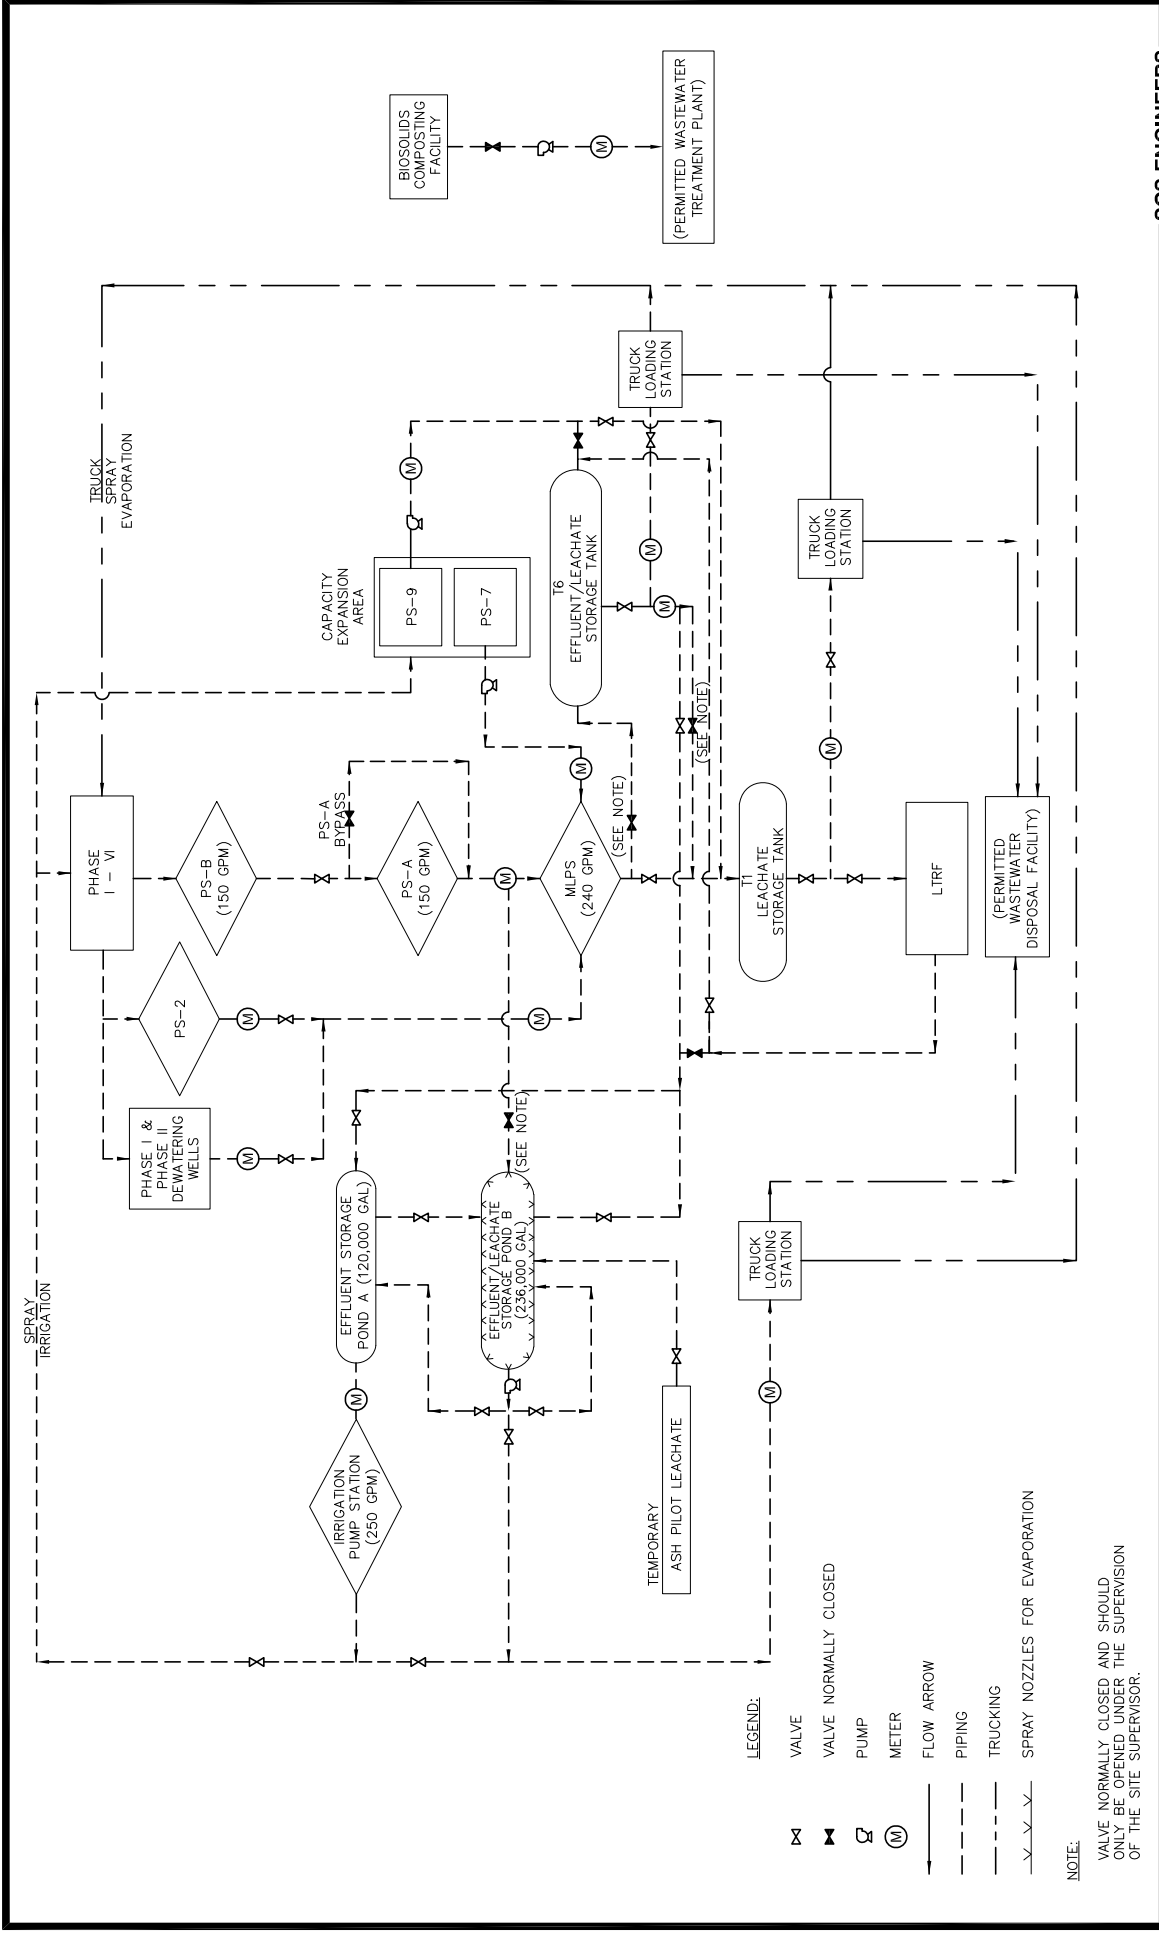 BIOSOLIDS
COMPOSTING
FACILITY
M
(PERMITTED WASTEWATER
TREATMENT PLANT)
TRUCK
SPRAY
EVAPORATION
CAPACITY
EXPANSION
AREA
PS-9
PS-7
M
M
T6
EFFLUENT/LEACHATE
STORAGE TANK
M
M
TRUCK
LOADING
STATION
TRUCK
LOADING
STATION
M
SPRAY
IRRIGATION
PHASE
I - VI
PS-B
(150 GPM)
PS-A
BYPASS
PS-A
(150 GPM)
M
MLPS
(240 GPM)
(SEE NOTE)
(SEE NOTE)
T1
LEACHATE
STORAGE TANK
LTRF
(PERMITTED
WASTEWATER
DISPOSAL FACILITY)
PS-2
M
M
PHASE I &
PHASE II
DEWATERING
WELLS
M
EFFLUENT STORAGE
POND A (120,000 GAL)
(SEE NOTE)
EFFLUENT/LEACHATE
STORAGE POND B
(236,000 GAL)
M
IRRIGATION
PUMP STATION
(250 GPM)
TEMPORARY
ASH PILOT LEACHATE
TRUCK
LOADING
STATION
M
LEGEND:
VALVE
VALVE NORMALLY CLOSED
PUMP
M
METER
FLOW ARROW
PIPING
TRUCKING
SPRAY NOZZLES FOR EVAPORATION
NOTE:
VALVE NORMALLY CLOSED AND SHOULD
ONLY BE OPENED UNDER THE SUPERVISION
OF THE SITE SUPERVISOR.